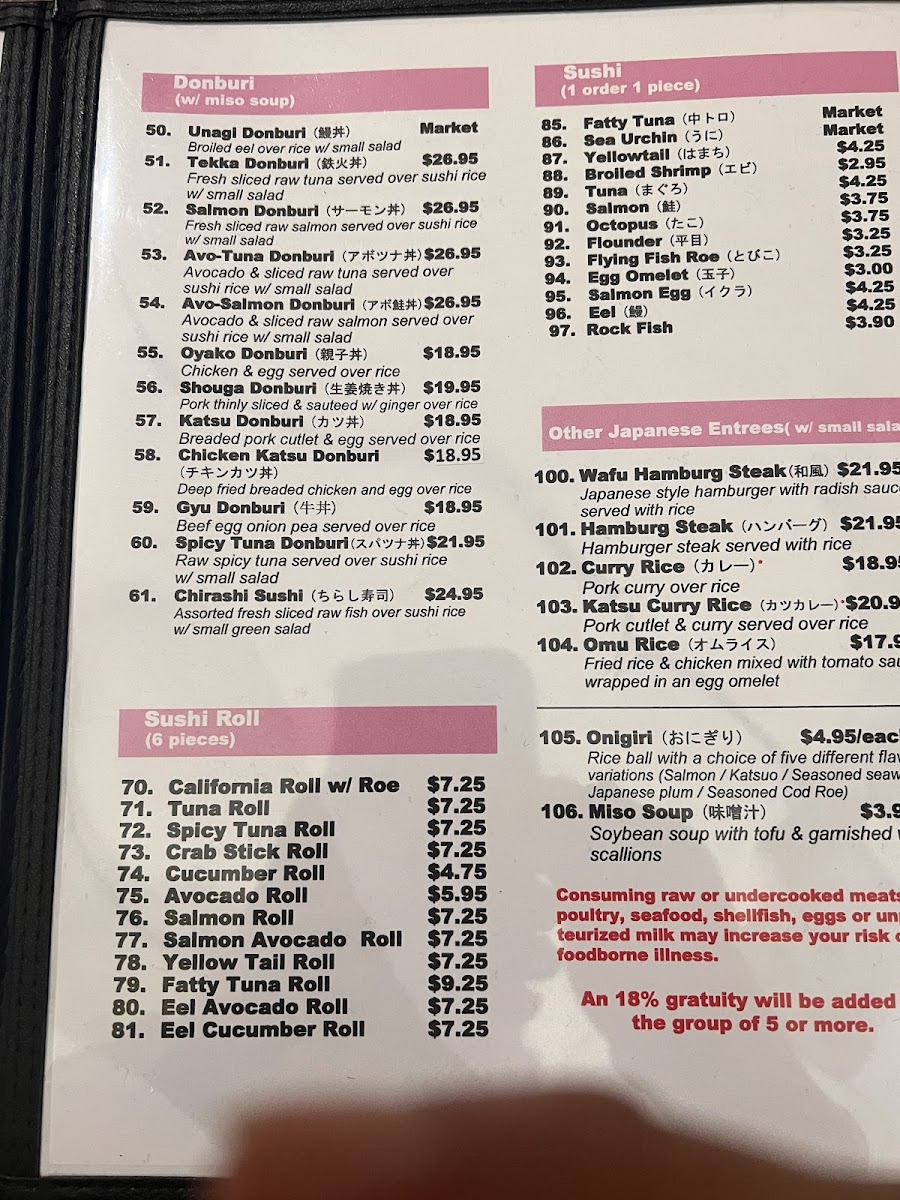 Donburi
(w/ miso soup)
50. Unagi Donburi (鰻丼) Market
Broiled eel over rice w/ small salad
51. Tekka Donburi (鉄火丼) $26.95
Fresh sliced raw tuna served over sushi rice
w/ small salad
52. Salmon Donburi (サーモン丼) $26.95
Fresh sliced raw salmon served over sushi rice
w/ small salad
53. Avo-Tuna Donburi (アボツナ丼) $26.95
Avocado & sliced raw tuna served over
sushi rice w/ small salad
54. Avo-Salmon Donburi (アボ鮭丼) $26.95
Avocado & sliced raw salmon served over
sushi rice w/ small salad
55. Oyako Donburi (親子丼) $18.95
Chicken & egg served over rice
56. Shouga Donburi (生姜焼き丼) $19.95
Pork thinly sliced & sauteed w/ ginger over rice
57. Katsu Donburi (カツ丼) $18.95
Breaded pork cutlet & egg served over rice
58. Chicken Katsu Donburi $18.95
(チキンカツ丼)
Deep fried breaded chicken and egg over rice
59. Gyu Donburi (牛丼) $18.95
Beef egg onion pea served over rice
60. Spicy Tuna Donburi (スパツナ丼) $21.95
Raw spicy tuna served over sushi rice
w/ small salad
61. Chirashi Sushi (ちらし寿司) $24.95
Assorted fresh sliced raw fish over sushi rice
w/ small green salad
Sushi Roll
(6 pieces)
70. California Roll w/ Roe $7.25
71. Tuna Roll $7.25
72. Spicy Tuna Roll $7.25
73. Crab Stick Roll $7.25
74. Cucumber Roll $4.75
75. Avocado Roll $5.95
76. Salmon Roll $7.25
77. Salmon Avocado Roll $7.25
78. Yellow Tail Roll $7.25
79. Fatty Tuna Roll $9.25
80. Eel Avocado Roll $7.25
81. Eel Cucumber Roll $7.25
Sushi
(1 order 1 piece)
85. Fatty Tuna (中トロ) Market
86. Sea Urchin (うに) Market
87. Yellowtail (はまち) $4.25
88. Broiled Shrimp (エビ) $2.95
89. Tuna (まぐろ) $4.25
90. Salmon (鮭) $3.75
91. Octopus (たこ) $3.75
92. Flounder (平目) $3.25
93. Flying Fish Roe (とびこ) $3.25
94. Egg Omelet (玉子) $3.00
95. Salmon Egg (イクラ) $4.25
96. Eel (鰻) $4.25
97. Rock Fish $3.90
Other Japanese Entrees( w/ small sala
100. Wafu Hamburg Steak (和風) $21.95
Japanese style hamburger with radish sauc
served with rice
101. Hamburg Steak (ハンバーグ) $21.95
Hamburger steak served with rice
102. Curry Rice (カレー)* $18.95
Pork curry over rice
103. Katsu Curry Rice (カツカレー)* $20.9
Pork cutlet & curry served over rice
104. Omu Rice (オムライス) $17.9
Fried rice & chicken mixed with tomato sau
wrapped in an egg omelet
105. Onigiri (おにぎり) $4.95/eac
Rice ball with a choice of five different fla
variations (Salmon / Katsuo / Seasoned seaw
Japanese plum / Seasoned Cod Roe)
106. Miso Soup (味噌汁) $3.9
Soybean soup with tofu & garnished
scallions
Consuming raw or undercooked meats
poultry, seafood, shellfish, eggs or un
teurized milk may increase your risk
foodborne illness.
An 18% gratuity will be added
the group of 5 or more.